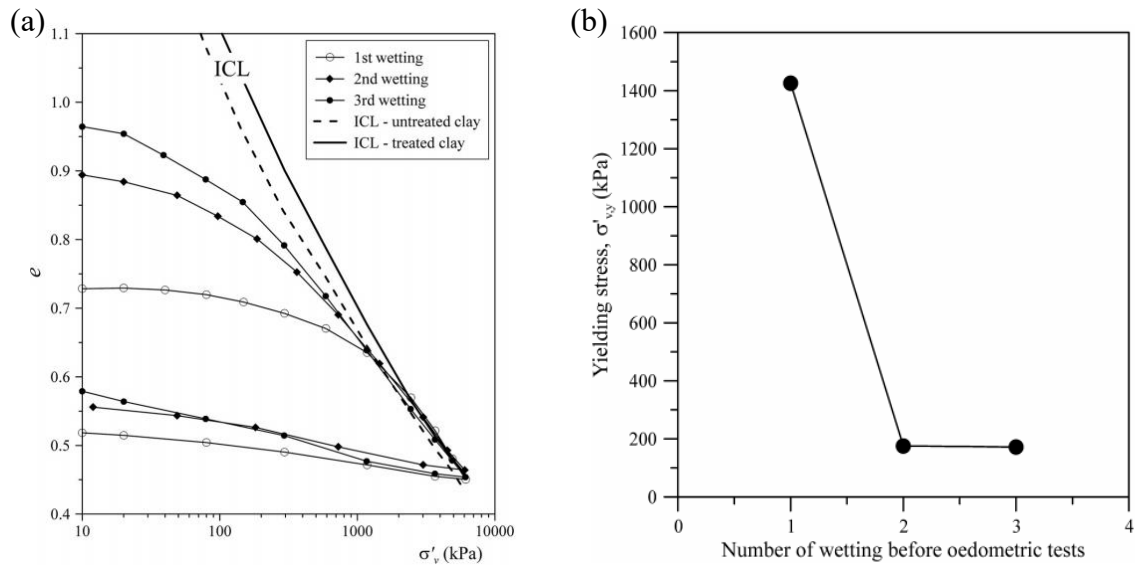 (a)
1.1
1.0
0.9
0.8
0.7
0.6
0.5
0.4
e
10
100
1000
10000
σ'v (kPa)
ICL
1st wetting
2nd wetting
3rd wetting
ICL - untreated clay
ICL - treated clay
(b)
1600
1400
1200
1000
800
600
400
200
0
Yielding stress, σ'v,y (kPa)
0
1
2
3
4
Number of wetting before oedometric tests